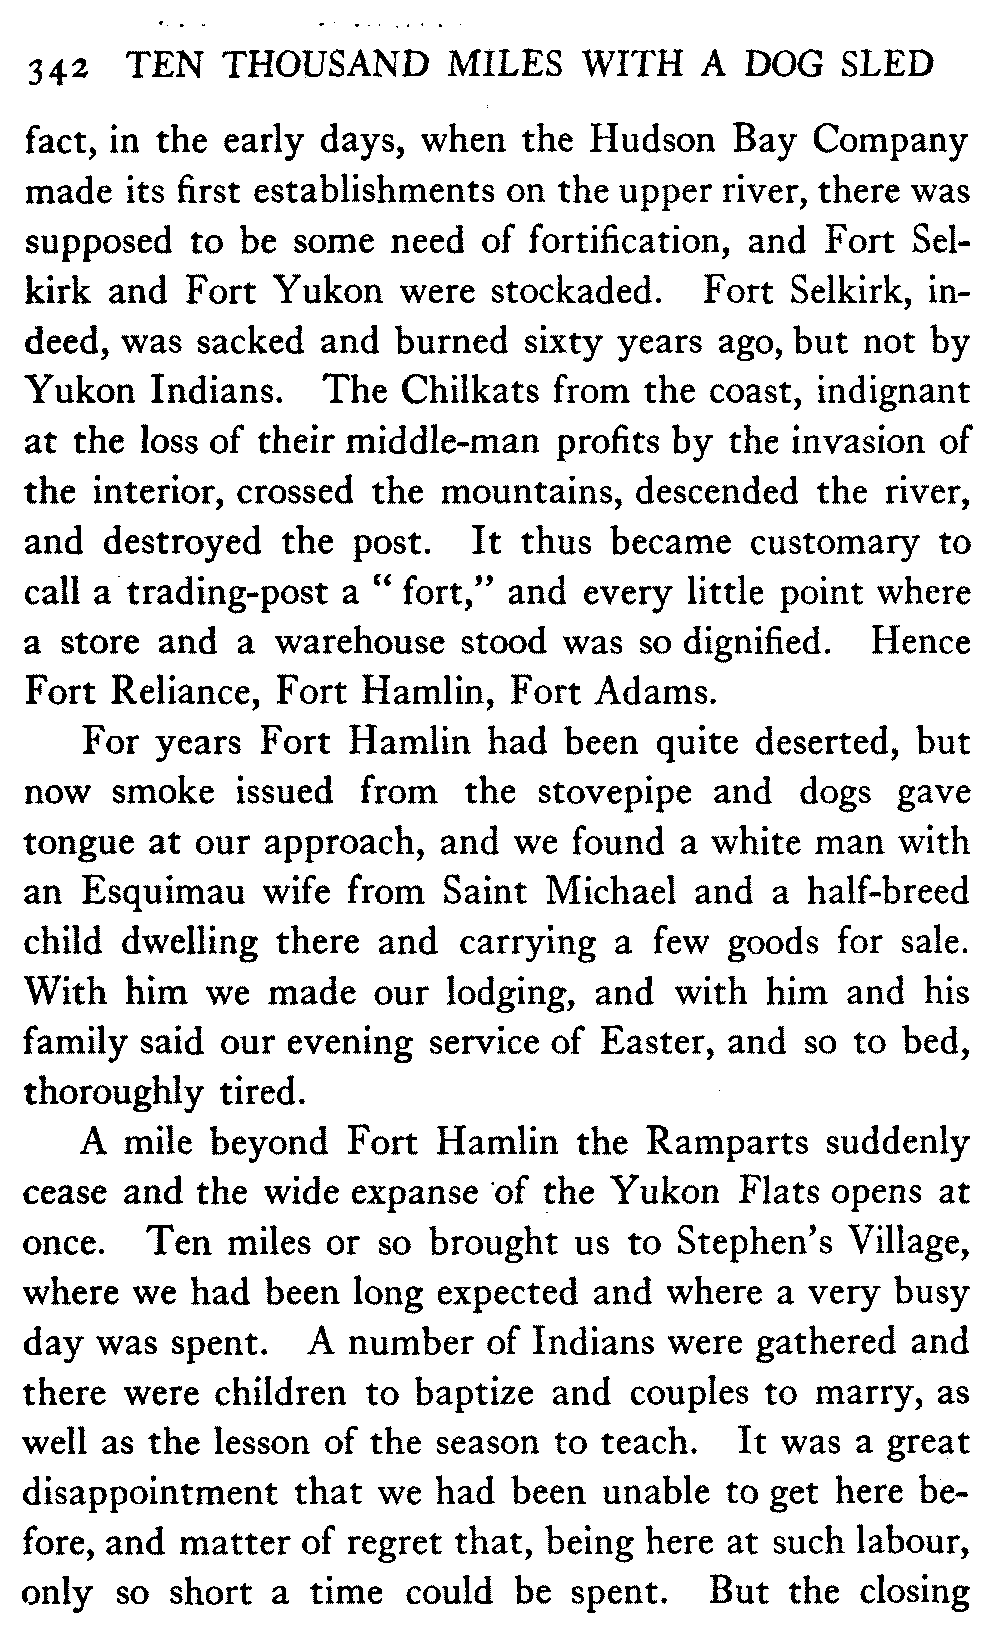 342 TEN THOUSAND MILES WITH A DOG SLED
fact, in the early days, when the Hudson Bay Company
made its first establishments on the upper river, there was
supposed to be some need of fortification, and Fort Sel-
kirk and Fort Yukon were stockaded. Fort Selkirk, in-
deed, was sacked and burned sixty years ago, but not by
Yukon Indians. The Chilkats from the coast, indignant
at the loss of their middle-man profits by the invasion of
the interior, crossed the mountains, descended the river,
and destroyed the post. It thus became customary to
call a trading-post a "fort," and every little point where
a store and a warehouse stood was so dignified. Hence
Fort Reliance, Fort Hamlin, Fort Adams.
For years Fort Hamlin had been quite deserted, but
now smoke issued from the stovepipe and dogs gave
tongue at our approach, and we found a white man with
an Esquimau wife from Saint Michael and a half-breed
child dwelling there and carrying a few goods for sale.
With him we made our lodging, and with him and his
family said our evening service of Easter, and so to bed,
thoroughly tired.
A mile beyond Fort Hamlin the Ramparts suddenly
cease and the wide expanse of the Yukon Flats opens at
once. Ten miles or so brought us to Stephen's Village,
where we had been long expected and where a very busy
day was spent. A number of Indians were gathered and
there were children to baptize and couples to marry, as
well as the lesson of the season to teach. It was a great
disappointment that we had been unable to get here be-
fore, and matter of regret that, being here at such labour,
only so short a time could be spent. But the closing